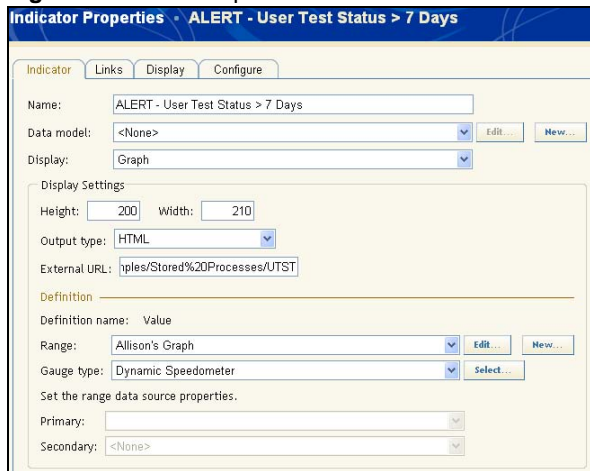 Indicator Properties • ALERT - User Test Status > 7 Days
Indicator Links Display Configure
Name: ALERT - User Test Status > 7 Days
Data model: <None> Edit... New...
Display: Graph
Display Settings
Height: 200 Width: 210
Output type: HTML
External URL: nples/Stored%20Processes/UTST
Definition
Definition name: Value
Range: Allison's Graph Edit... New...
Gauge type: Dynamic Speedometer Select...
Set the range data source properties.
Primary:
Secondary: <None>